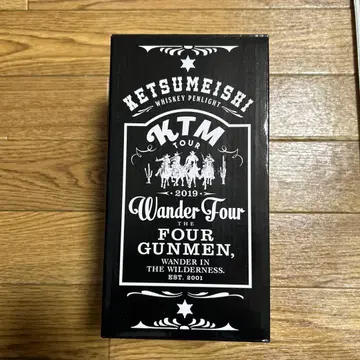 KETSUMEISHI
WHISKEY PENLIGHT
KTM
TOUR
2019
Wander Four
THE
FOUR
GUNMEN,
WANDER IN
THE WILDERNESS.
EST. 2001